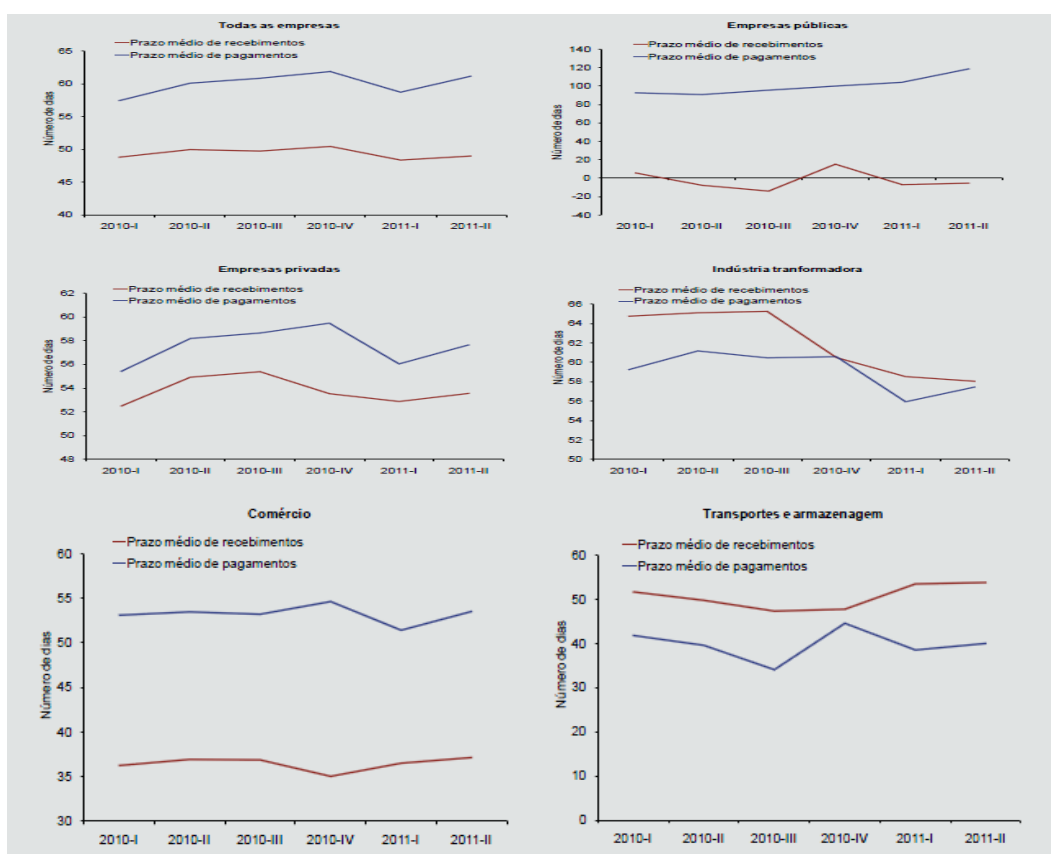 Todas as empresas
Prazo médio de recebimentos
Prazo médio de pagamentos
Número de dias
65
60
55
50
45
40
2010-I 2010-II 2010-III 2010-IV 2011-I 2011-II
Empresas públicas
Prazo médio de recebimentos
Prazo médio de pagamentos
Número de dias
140
120
100
80
60
40
20
0
-20
-40
2010-I 2010-II 2010-III 2010-IV 2011-I 2011-II
Empresas privadas
Prazo médio de recebimentos
Prazo médio de pagamentos
Número de dias
62
60
58
56
54
52
50
48
2010-I 2010-II 2010-III 2010-IV 2011-I 2011-II
Indústria tranformadora
Prazo médio de recebimentos
Prazo médio de pagamentos
Número de dias
66
64
62
60
58
56
54
52
50
2010-I 2010-II 2010-III 2010-IV 2011-I 2011-II
Comércio
Prazo médio de recebimentos
Prazo médio de pagamentos
Número de dias
60
55
50
45
40
35
30
2010-I 2010-II 2010-III 2010-IV 2011-I 2011-II
Transportes e armazenagem
Prazo médio de recebimentos
Prazo médio de pagamentos
Número de dias
60
50
40
30
20
10
0
2010-I 2010-II 2010-III 2010-IV 2011-I 2011-II